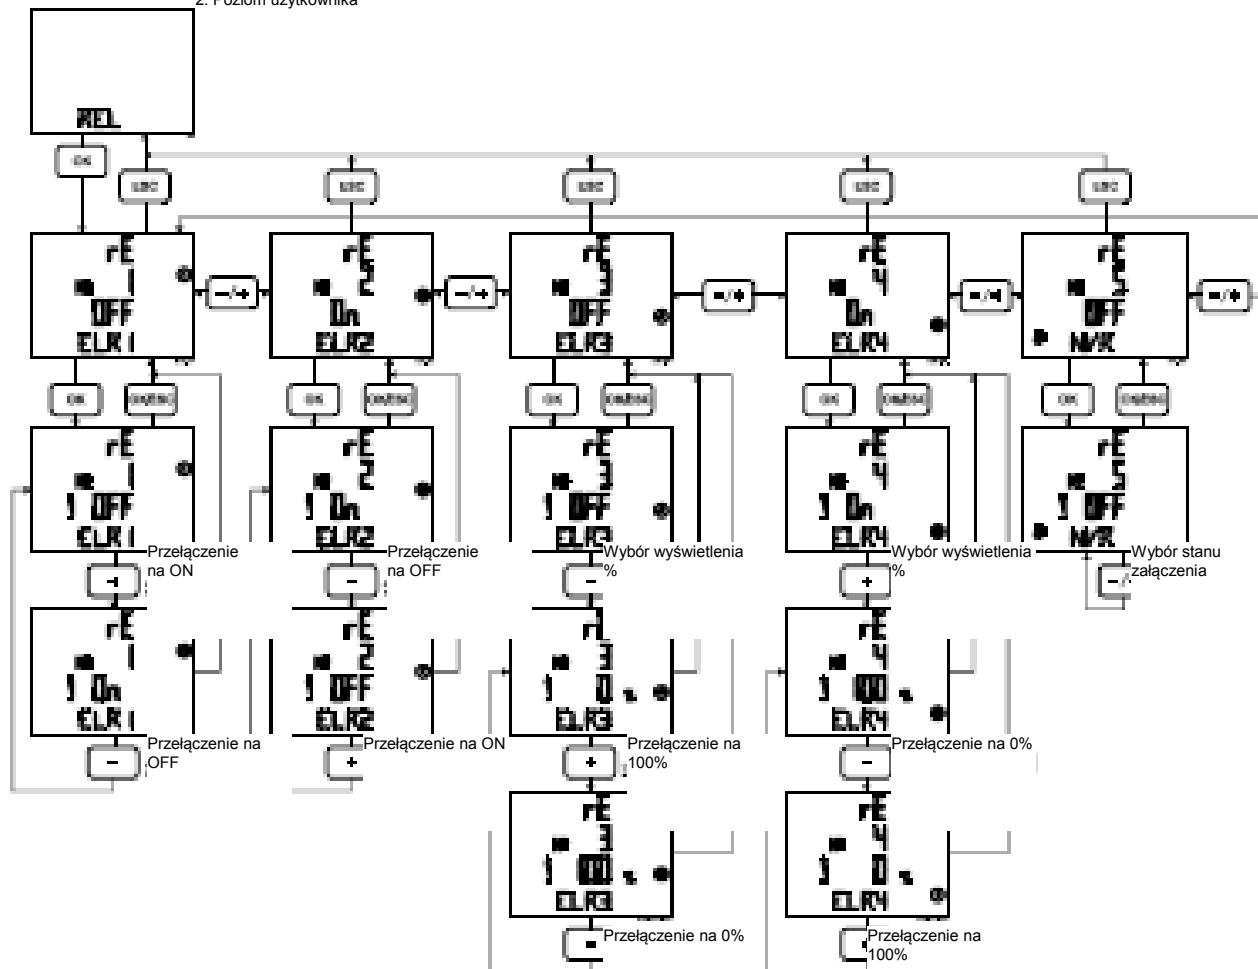 2. Poziom użytkownika
REL
OK
ESC
ESC
ESC
ESC
ESC
rE
1
OFF
ELR1
-/+
rE
2
On
ELR2
-/+
rE
3
OFF
ELR3
-/+
rE
4
On
ELR4
-/+
rE
5
OFF
NVR
-/+
OK
OK/ESC
OK
OK/ESC
OK
OK/ESC
OK
OK/ESC
OK
OK/ESC
rE
1
OFF
ELR1
rE
2
On
ELR2
rE
3
OFF
ELR3
rE
4
On
ELR4
rE
5
OFF
NVR
Przełączenie
na ON
Przełączenie
na OFF
-
Wybór wyświetlenia
%
-
Wybór wyświetlenia
%
+
Wybór stanu
załączenia
-/
rE
1
On
ELR1
rE
2
OFF
ELR2
3
0 %
ELR3
rE
4
100 %
ELR4
Przełączenie na
OFF
-
Przełączenie na ON
+
Przełączenie na
100%
+
Przełączenie na 0%
-
rE
3
100 %
ELR3
rE
4
0 %
ELR4
Przełączenie na 0%
Przełączenie na
100%